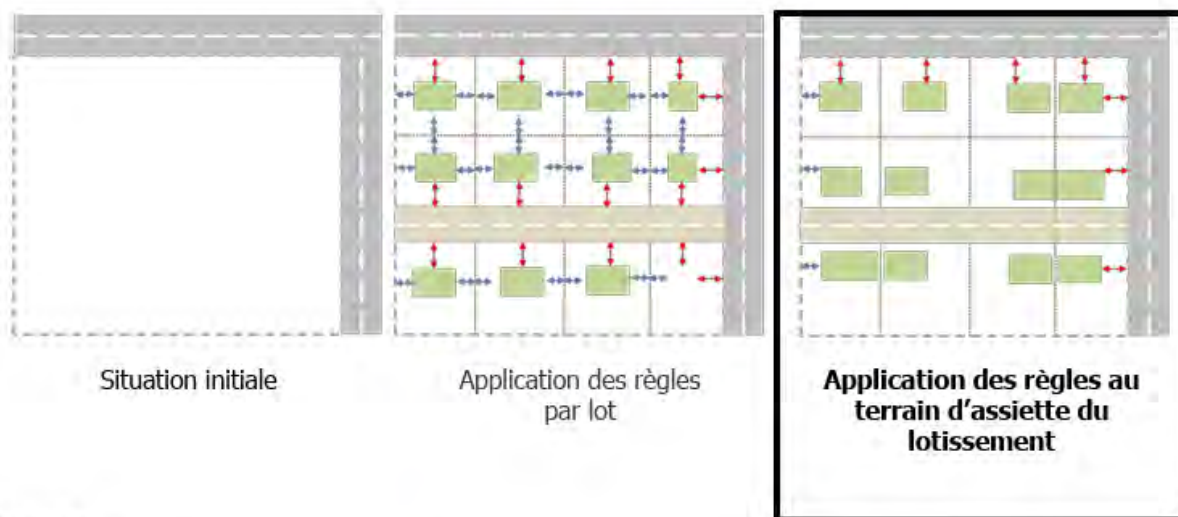 Situation initiale
Application des règles
par lot
Application des règles au
terrain d'assiette du
lotissement